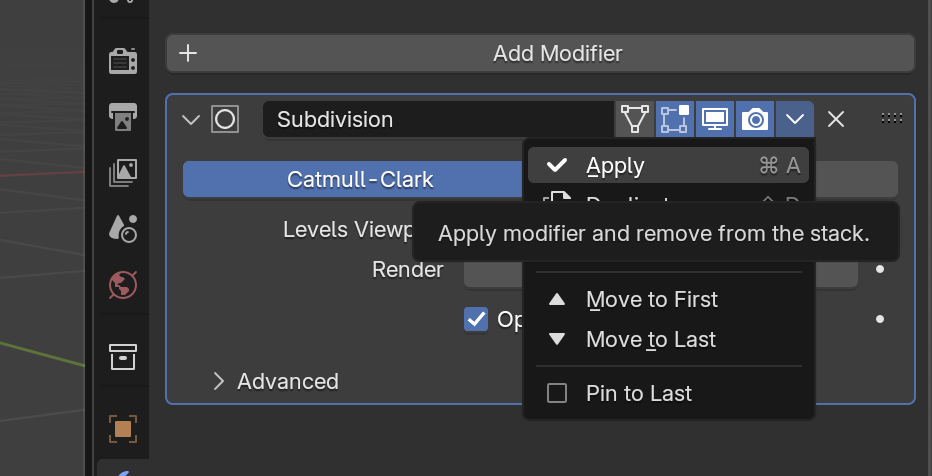 Add Modifier
Subdivision
Apply ⌘ A
Catmull-Clark
Apply modifier and remove from the stack.
Levels Viewp
Render
Move to First
Op
Move to Last
Advanced
Pin to Last